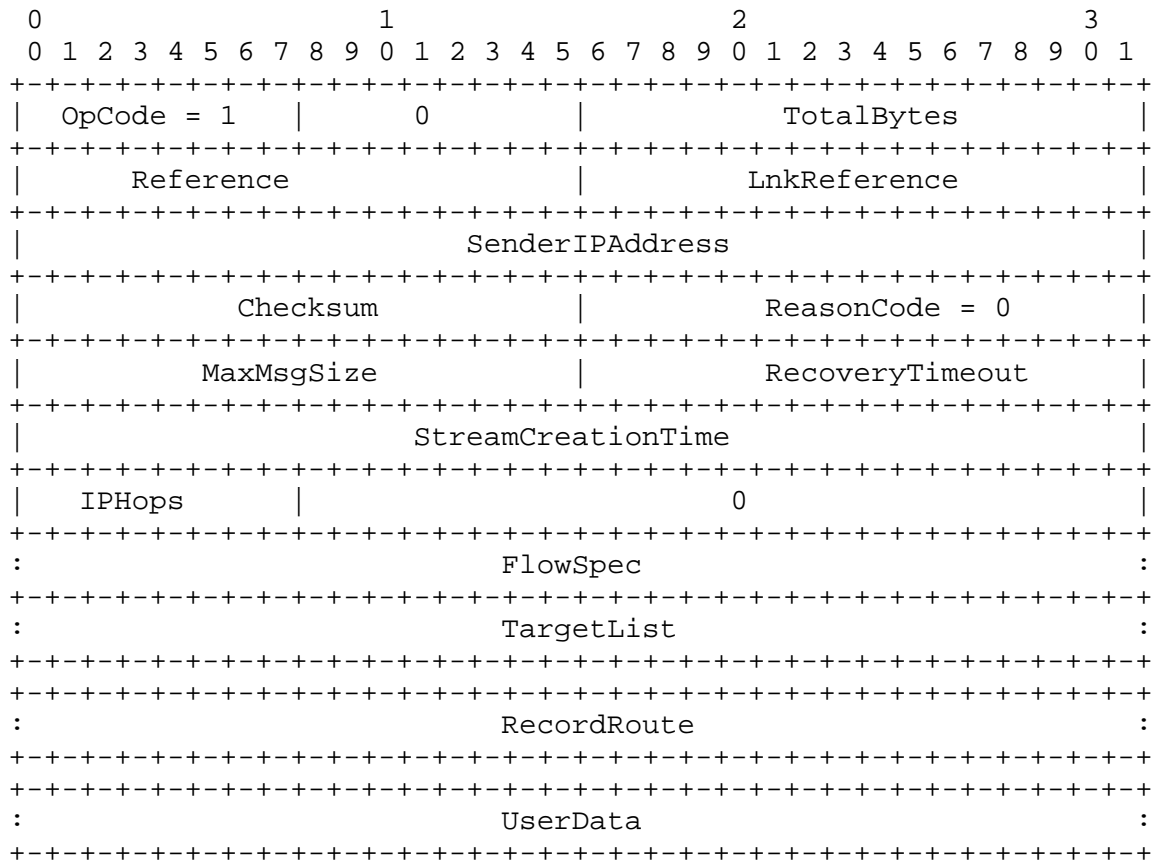 0                   1                   2                   3
 0 1 2 3 4 5 6 7 8 9 0 1 2 3 4 5 6 7 8 9 0 1 2 3 4 5 6 7 8 9 0 1
+-+-+-+-+-+-+-+-+-+-+-+-+-+-+-+-+-+-+-+-+-+-+-+-+-+-+-+-+-+-+-+-+
|  OpCode = 1   |      0        |           TotalBytes          |
+-+-+-+-+-+-+-+-+-+-+-+-+-+-+-+-+-+-+-+-+-+-+-+-+-+-+-+-+-+-+-+-+
|      Reference                |         LnkReference          |
+-+-+-+-+-+-+-+-+-+-+-+-+-+-+-+-+-+-+-+-+-+-+-+-+-+-+-+-+-+-+-+-+
|                         SenderIPAddress                       |
+-+-+-+-+-+-+-+-+-+-+-+-+-+-+-+-+-+-+-+-+-+-+-+-+-+-+-+-+-+-+-+-+
|            Checksum           |          ReasonCode = 0       |
+-+-+-+-+-+-+-+-+-+-+-+-+-+-+-+-+-+-+-+-+-+-+-+-+-+-+-+-+-+-+-+-+
|          MaxMsgSize           |          RecoveryTimeout      |
+-+-+-+-+-+-+-+-+-+-+-+-+-+-+-+-+-+-+-+-+-+-+-+-+-+-+-+-+-+-+-+-+
|                      StreamCreationTime                       |
+-+-+-+-+-+-+-+-+-+-+-+-+-+-+-+-+-+-+-+-+-+-+-+-+-+-+-+-+-+-+-+-+
|   IPHops      |                        0                      |
+-+-+-+-+-+-+-+-+-+-+-+-+-+-+-+-+-+-+-+-+-+-+-+-+-+-+-+-+-+-+-+-+
:                           FlowSpec                            :
+-+-+-+-+-+-+-+-+-+-+-+-+-+-+-+-+-+-+-+-+-+-+-+-+-+-+-+-+-+-+-+-+
:                           TargetList                          :
+-+-+-+-+-+-+-+-+-+-+-+-+-+-+-+-+-+-+-+-+-+-+-+-+-+-+-+-+-+-+-+-+
+-+-+-+-+-+-+-+-+-+-+-+-+-+-+-+-+-+-+-+-+-+-+-+-+-+-+-+-+-+-+-+-+
:                           RecordRoute                         :
+-+-+-+-+-+-+-+-+-+-+-+-+-+-+-+-+-+-+-+-+-+-+-+-+-+-+-+-+-+-+-+-+
+-+-+-+-+-+-+-+-+-+-+-+-+-+-+-+-+-+-+-+-+-+-+-+-+-+-+-+-+-+-+-+-+
:                           UserData                            :
+-+-+-+-+-+-+-+-+-+-+-+-+-+-+-+-+-+-+-+-+-+-+-+-+-+-+-+-+-+-+-+-+